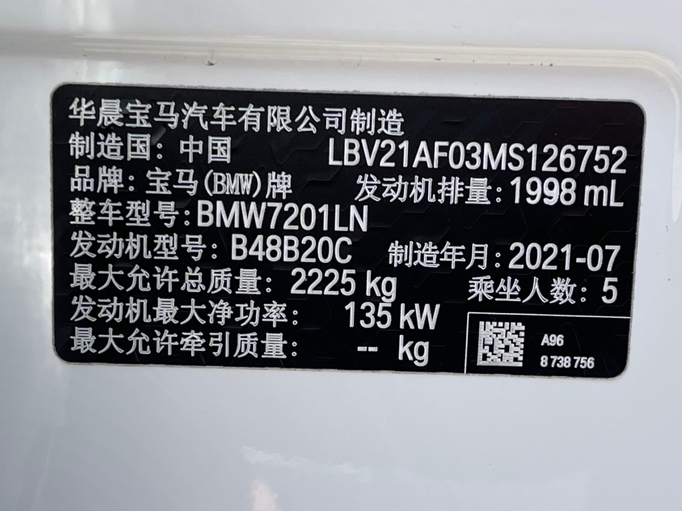 华晨宝马汽车有限公司制造
制造国: 中国 LBV21AF03MS126752
品牌: 宝马(BMW)牌 发动机排量: 1998 mL
整车型号: BMW7201LN
发动机型号: B48B20C 制造年月: 2021-07
最大允许总质量: 2225 kg 乘坐人数: 5
发动机最大净功率: 135 kW
最大允许牵引质量: -- kg
A96
8 738 756